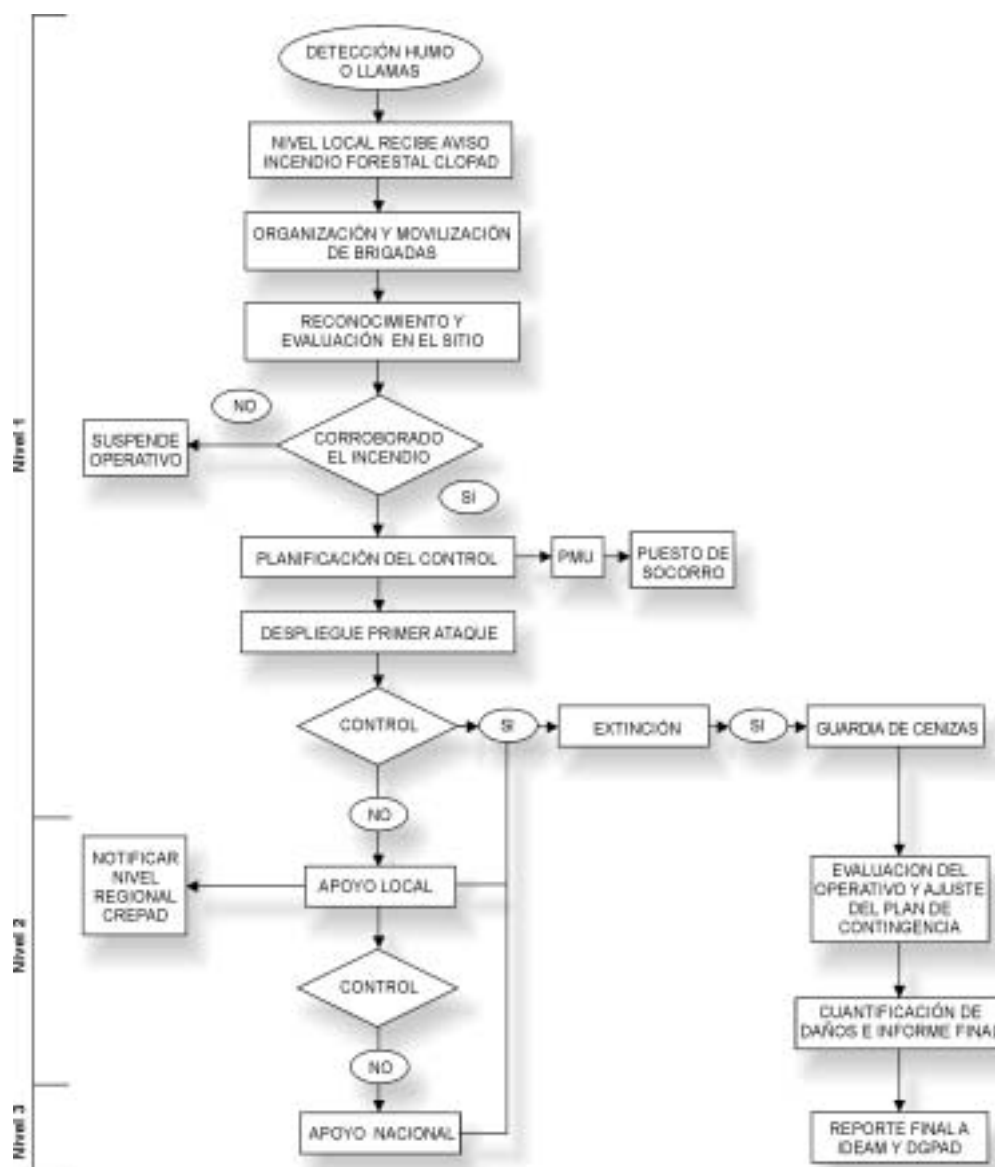 DETECCIÓN HUMO
O LLAMAS
NIVEL LOCAL RECIBE AVISO
INCENDIO FORESTAL CLOPAD
ORGANIZACIÓN Y MOVILIZACIÓN
DE BRIGADAS
RECONOCIMIENTO Y
EVALUACIÓN EN EL SITIO
Nivel 1
NO
SUSPENDE
OPERATIVO
CORROBORADO
EL INCENDIO
SI
PLANIFICACIÓN DEL CONTROL
PMU
PUESTO DE
SOCORRO
DESPLIEGUE PRIMER ATAQUE
CONTROL
SI
EXTINCIÓN
SI
GUARDIA DE CENIZAS
NO
Nivel 2
NOTIFICAR
NIVEL
REGIONAL
CREPAD
APOYO LOCAL
EVALUACION DEL
OPERATIVO Y AJUSTE
DEL PLAN DE
CONTINGENCIA
CONTROL
CUANTIFICACIÓN DE
DAÑOS E INFORME FINAL
NO
Nivel 3
APOYO NACIONAL
REPORTE FINAL A
IDEAM Y DGPAD